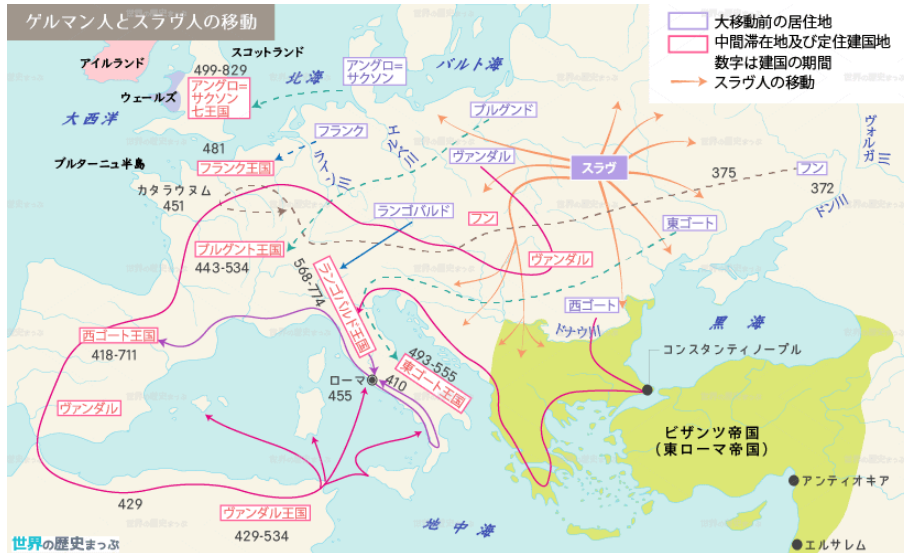 ゲルマン人とスラヴ人の移動
大移動前の居住地
中間滞在地及び定住建国地
数字は建国の期間
スラヴ人の移動
アイルランド
スコットランド
499-829
北海
アングロ=
サクソン
バルト海
アングロ=
サクソン
七王国
ウェールズ
大西洋
ブルグンド
フランク
エルベ川
ライン川
ヴァンダル
スラヴ
ヴォルガ川
481
フランク王国
ブルターニュ半島
カタラウヌム
451
375
フン
372
ドン川
ランゴバルド
フン
東ゴート
ブルグント王国
443-534
ヴァンダル
568-774
ランゴバルド王国
西ゴート
ドナウ川
黒海
西ゴート王国
418-711
コンスタンティノープル
493-555
東ゴート王国
ローマ
455
410
ヴァンダル
ビザンツ帝国
(東ローマ帝国)
アンティオキア
429
ヴァンダル王国
429-534
地中海
エルサレム
世界の歴史まっぷ